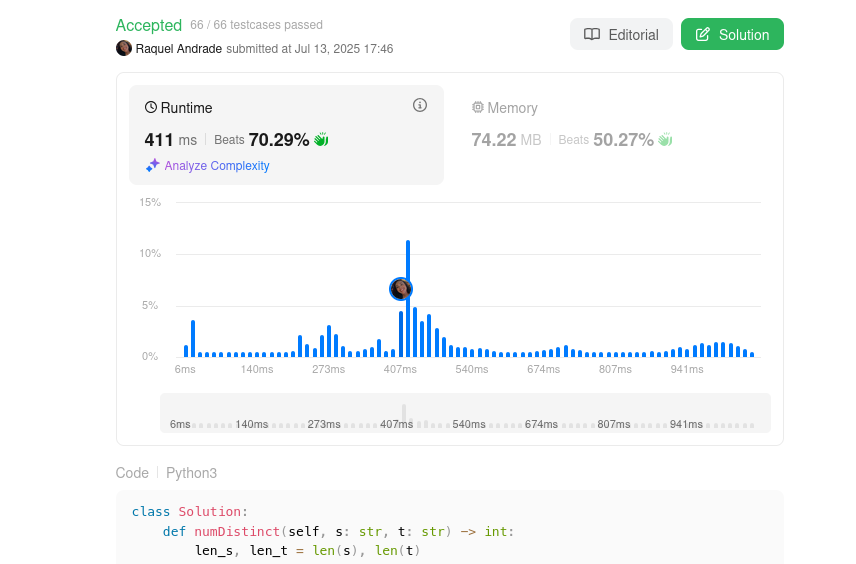 Accepted 66 / 66 testcases passed
Raquel Andrade submitted at Jul 13, 2025 17:46
Editorial
Solution
Runtime
411 ms | Beats 70.29%
Analyze Complexity
Memory
74.22 MB | Beats 50.27%
15%
10%
5%
0%
6ms 140ms 273ms 407ms 540ms 674ms 807ms 941ms
6ms 140ms 273ms 407ms 540ms 674ms 807ms 941ms
Code | Python3
class Solution:
    def numDistinct(self, s: str, t: str) -> int:
        len_s, len_t = len(s), len(t)